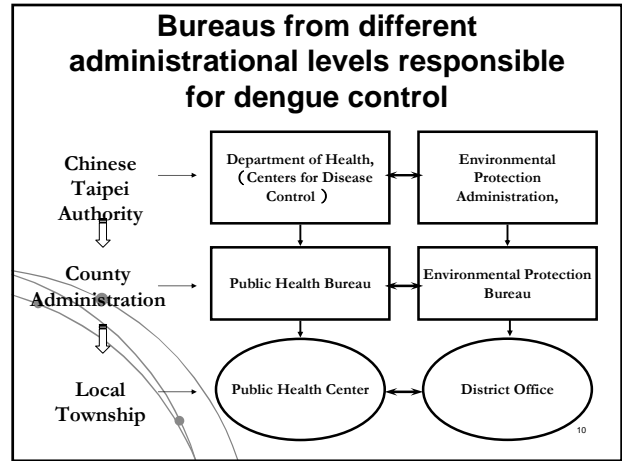 Bureaus from different
administrational levels responsible
for dengue control
Chinese
Taipei
Authority
Department of Health,
（Centers for Disease
Control ）
Environmental
Protection
Administration,
County
Administration
Public Health Bureau
Environmental Protection
Bureau
Local
Township
Public Health Center
District Office
10